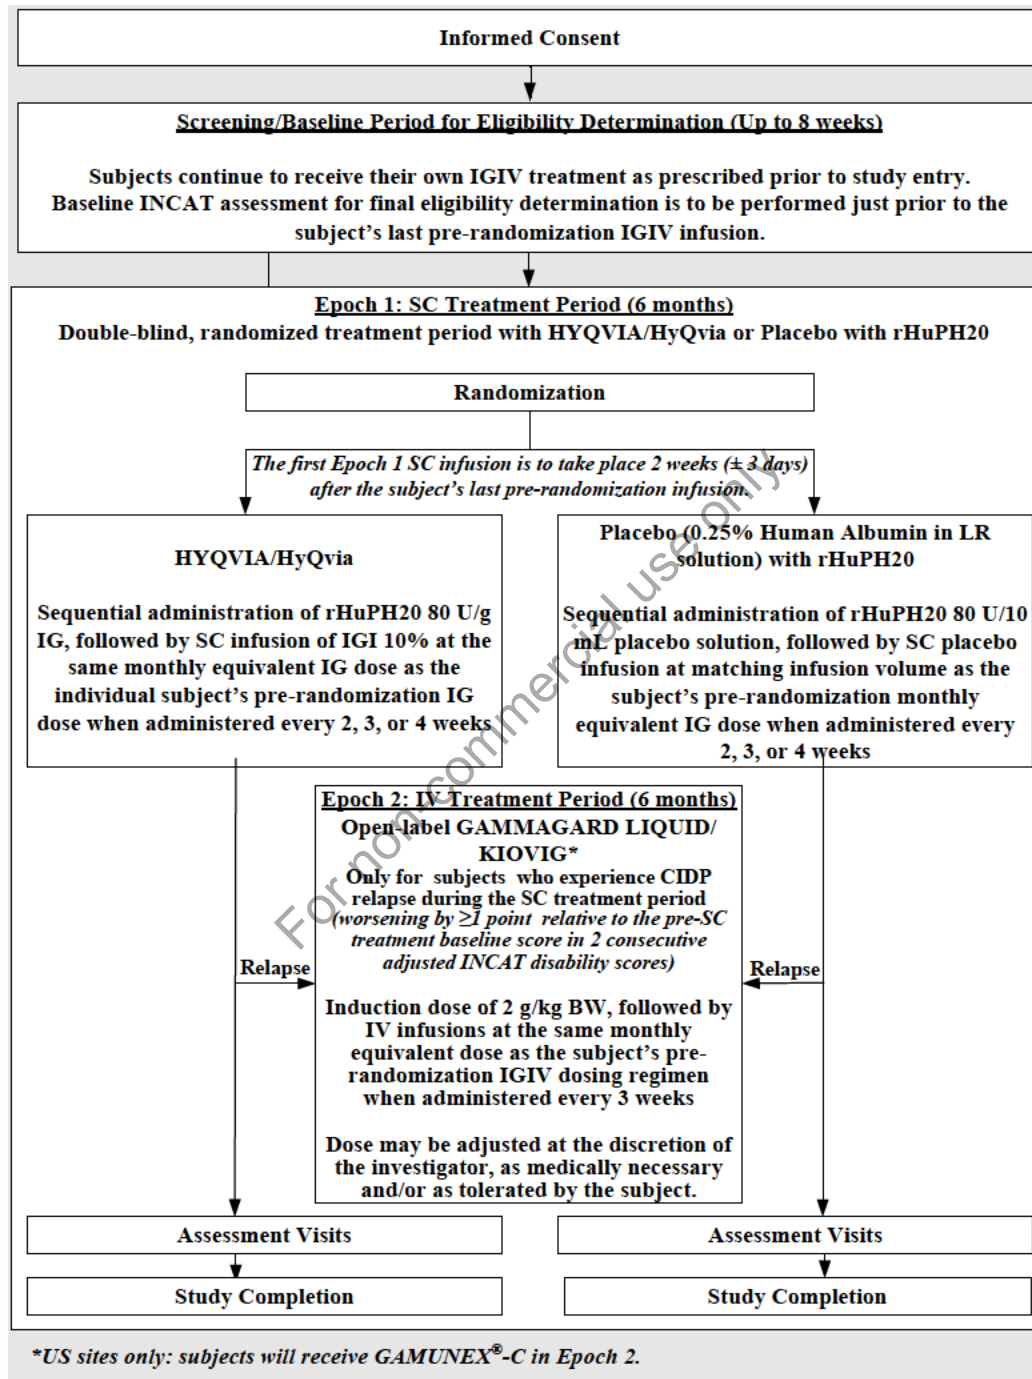 Informed Consent
Screening/Baseline Period for Eligibility Determination (Up to 8 weeks)
Subjects continue to receive their own IGIV treatment as prescribed prior to study entry.
Baseline INCAT assessment for final eligibility determination is to be performed just prior to the
subject's last pre-randomization IGIV infusion.
Epoch 1: SC Treatment Period (6 months)
Double-blind, randomized treatment period with HYQVIA/HyQvia or Placebo with rHuPH20
Randomization
The first Epoch 1 SC infusion is to take place 2 weeks (± 3 days)
after the subject's last pre-randomization infusion.
HYQVIA/HyQvia
Sequential administration of rHuPH20 80 U/g
IG, followed by SC infusion of IGI 10% at the
same monthly equivalent IG dose as the
individual subject's pre-randomization IG
dose when administered every 2, 3, or 4 weeks
Placebo (0.25% Human Albumin in LR
solution) with rHuPH20
Sequential administration of rHuPH20 80 U/10
mL placebo solution, followed by SC placebo
infusion at matching infusion volume as the
subject's pre-randomization monthly
equivalent IG dose when administered every
2, 3, or 4 weeks
Epoch 2: IV Treatment Period (6 months)
Open-label GAMMAGARD LIQUID/
KIOVIG*
Only for subjects who experience CIDP
relapse during the SC treatment period
(worsening by ≥1 point relative to the pre-SC
treatment baseline score in 2 consecutive
adjusted INCAT disability scores)
Relapse
Relapse
Induction dose of 2 g/kg BW, followed by
IV infusions at the same monthly
equivalent dose as the subject's pre-
randomization IGIV dosing regimen
when administered every 3 weeks
Dose may be adjusted at the discretion of
the investigator, as medically necessary
and/or as tolerated by the subject.
Assessment Visits
Assessment Visits
Study Completion
Study Completion
*US sites only: subjects will receive GAMUNEX®-C in Epoch 2.
For non-commercial use only